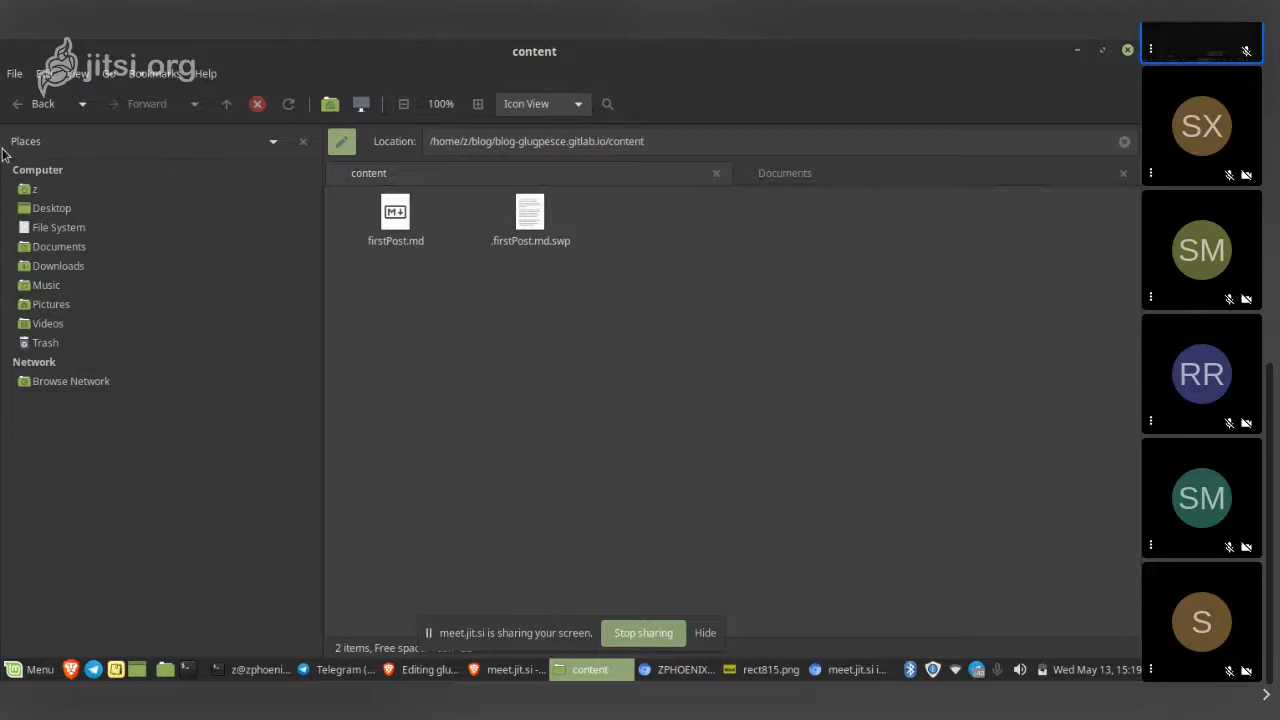 content
jitsi.org
File Edit View Go Bookmarks Help
Back Forward 100% Icon View
Places
Location: /home/z/blog/blog-glugpesce.gitlab.io/content
content
Documents
Computer
z
Desktop
File System
Documents
Downloads
Music
Pictures
Videos
Trash
Network
Browse Network
firstPost.md
.firstPost.md.swp
SX
SM
RR
SM
S
meet.jit.si is sharing your screen.
Stop sharing
Hide
2 items, Free
Menu
z@zphoeni...
Telegram (...
Editing glu...
meet.jit.si -...
content
ZPHOENIX...
rect815.png
meet.jit.si i...
Wed May 13, 15:19